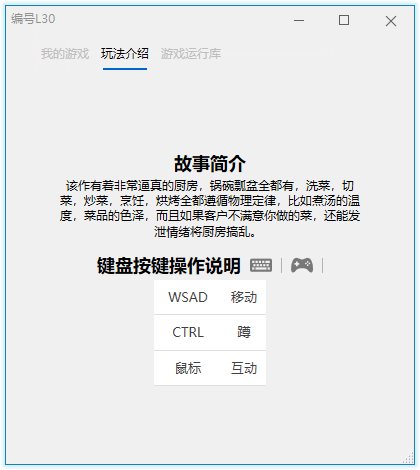 编号L30
我的游戏 玩法介绍 游戏运行库
故事简介
该作有着非常逼真的厨房，锅碗瓢盆全都有，洗菜，切
菜，炒菜，烹饪，烘烤全都遵循物理定律，比如煮汤的温
度，菜品的色泽，而且如果客户不满意你做的菜，还能发
泄情绪将厨房搞乱。
键盘按键操作说明
WSAD 移动
CTRL 蹲
鼠标 互动